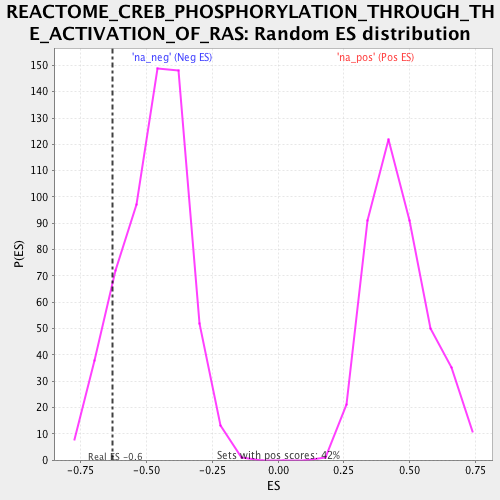 REACTOME_CREB_PHOSPHORYLATION_THROUGH_TH
E_ACTIVATION_OF_RAS: Random ES distribution
'na_neg' (Neg ES)
'na_pos' (Pos ES)
150
140
130
120
110
100
90
80
70
60
50
40
30
20
10
0
P(ES)
Real ES -0.6
Sets with pos scores: 42%
-0.75
-0.50
-0.25
0.00
0.25
0.50
0.75
ES